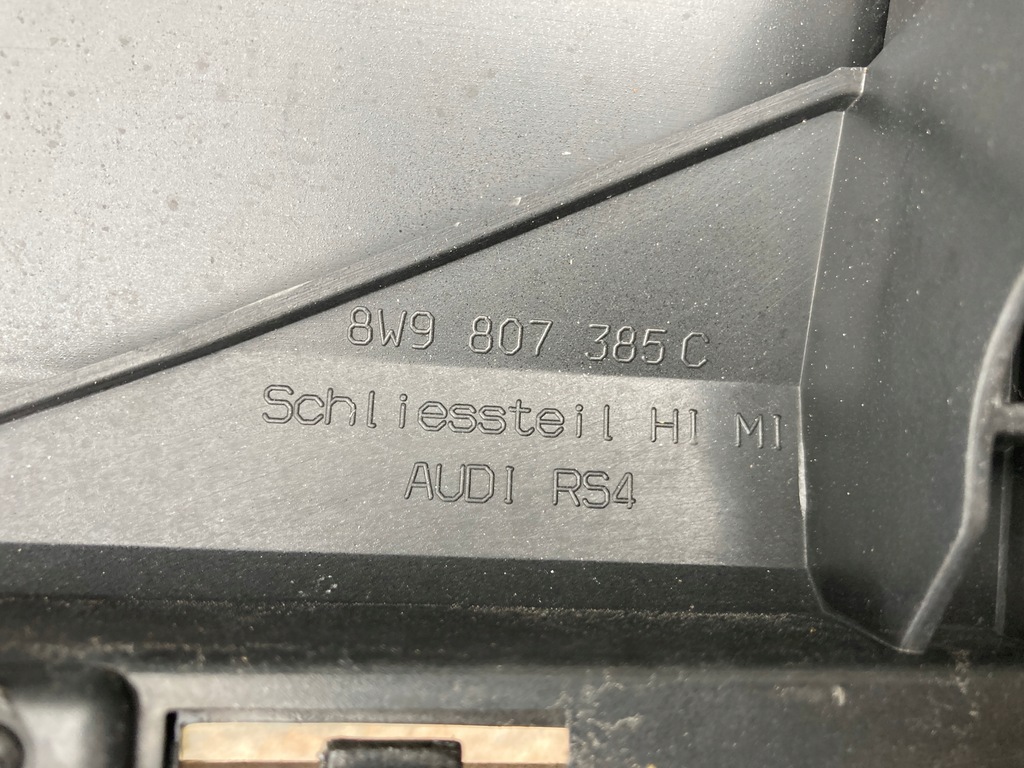 8W9 807 385 C
Schliessteil HI MI
AUDI RS4